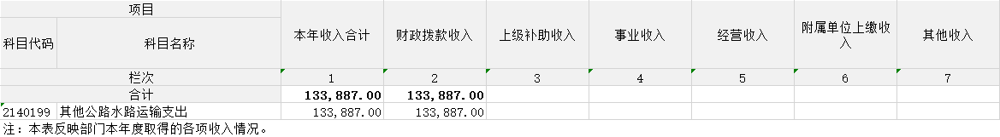 项目
科目代码 科目名称 本年收入合计 财政拨款收入 上级补助收入 事业收入 经营收入 附属单位上缴收入 其他收入
栏次 1 2 3 4 5 6 7
合计 133,887.00 133,887.00
2140199 其他公路水路运输支出 133,887.00 133,887.00
注：本表反映部门本年度取得的各项收入情况。